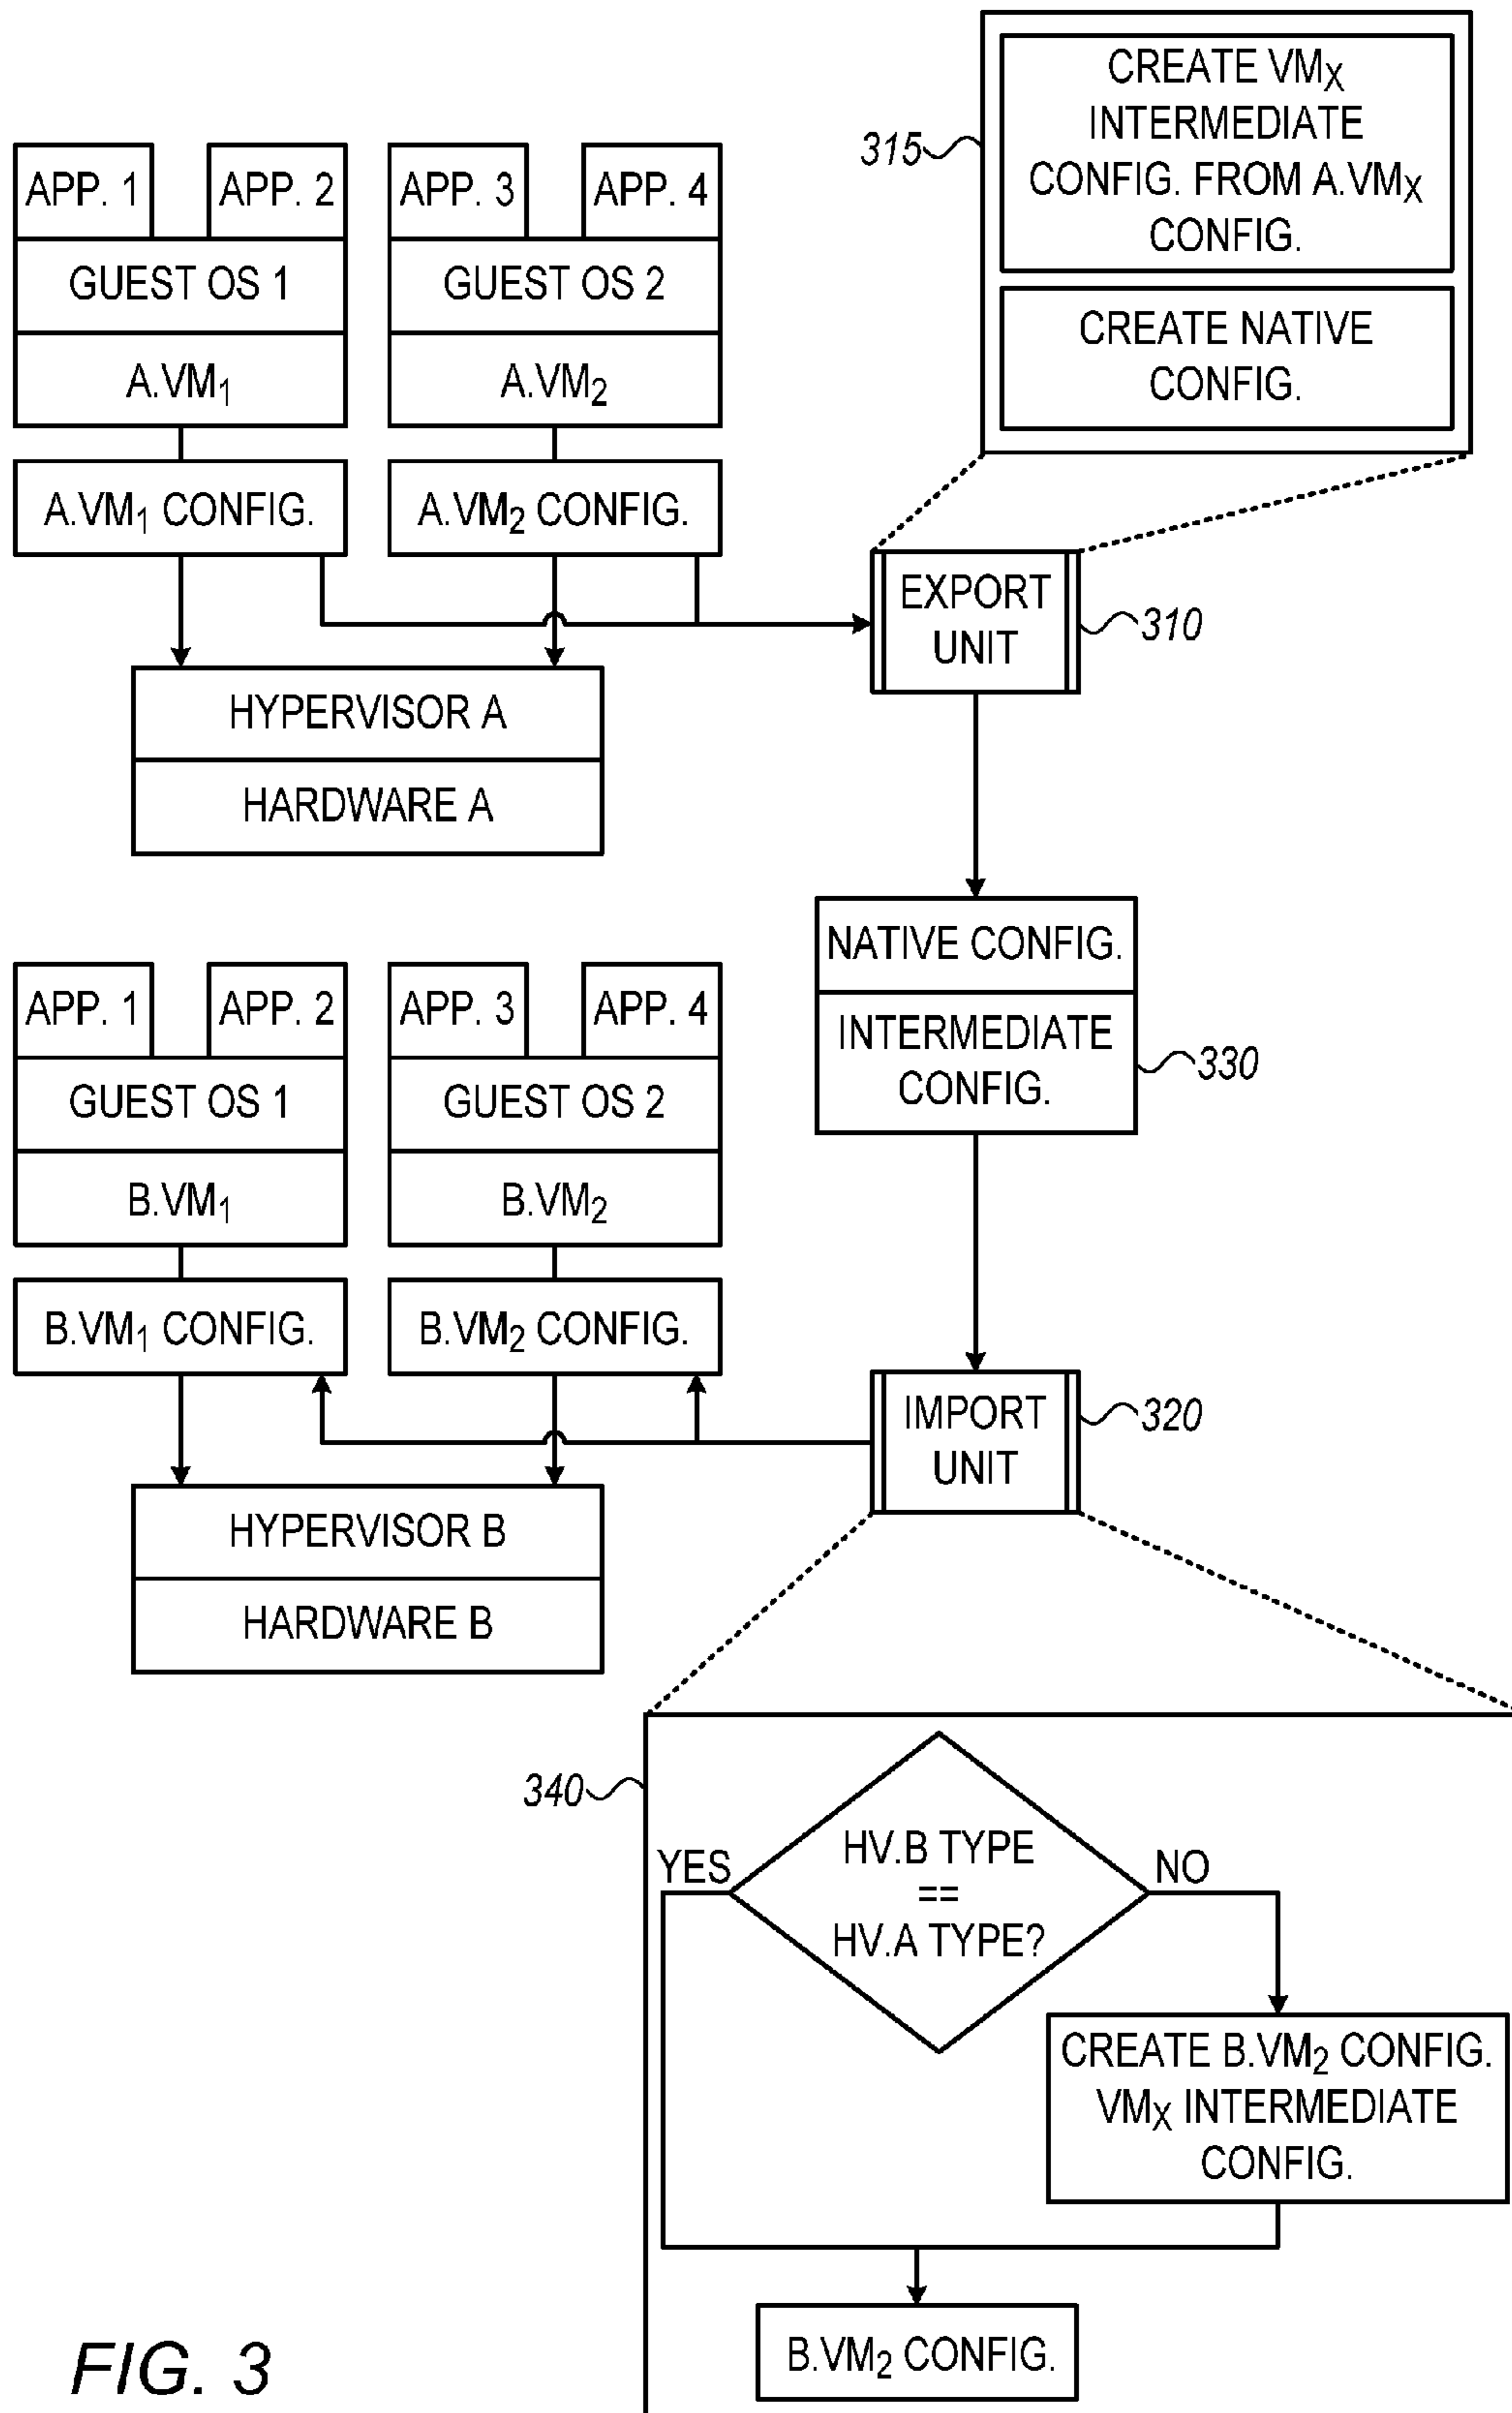 CREATE VMX
INTERMEDIATE
CONFIG. FROM A.VMX
CONFIG.
CREATE NATIVE
CONFIG.
315
APP. 1
APP. 2
APP. 3
APP. 4
GUEST OS 1
GUEST OS 2
A.VM1
A.VM2
A.VM1 CONFIG.
A.VM2 CONFIG.
EXPORT
UNIT
310
HYPERVISOR A
HARDWARE A
NATIVE CONFIG.
INTERMEDIATE
CONFIG.
330
APP. 1
APP. 2
APP. 3
APP. 4
GUEST OS 1
GUEST OS 2
B.VM1
B.VM2
B.VM1 CONFIG.
B.VM2 CONFIG.
IMPORT
UNIT
320
HYPERVISOR B
HARDWARE B
340
YES
HV.B TYPE
==
HV.A TYPE?
NO
CREATE B.VM2 CONFIG.
VMX INTERMEDIATE
CONFIG.
B.VM2 CONFIG.
FIG. 3